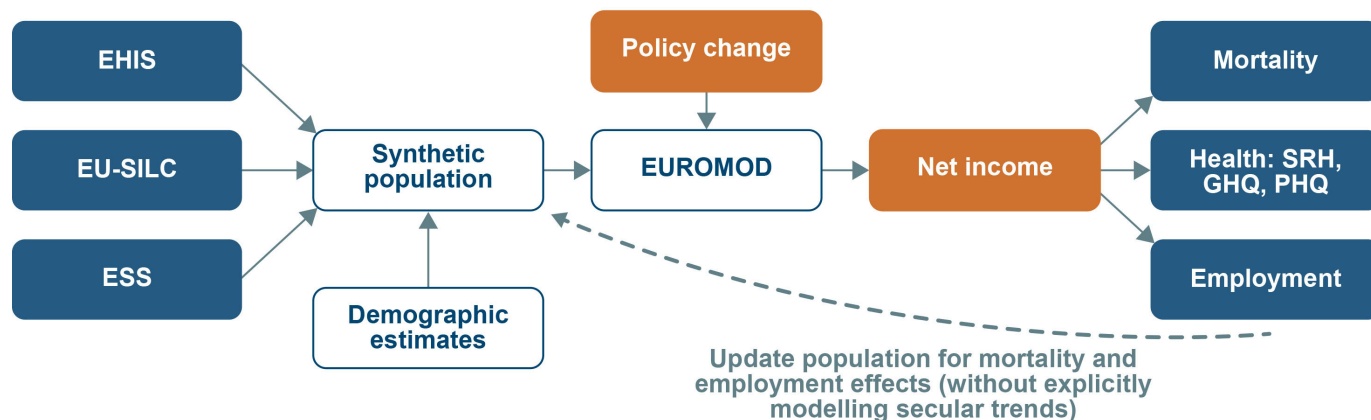 EHIS
EU-SILC
ESS
Synthetic
population
Demographic
estimates
Policy change
EUROMOD
Net income
Mortality
Health: SRH,
GHQ, PHQ
Employment
Update population for mortality and
employment effects (without explicitly
modelling secular trends)